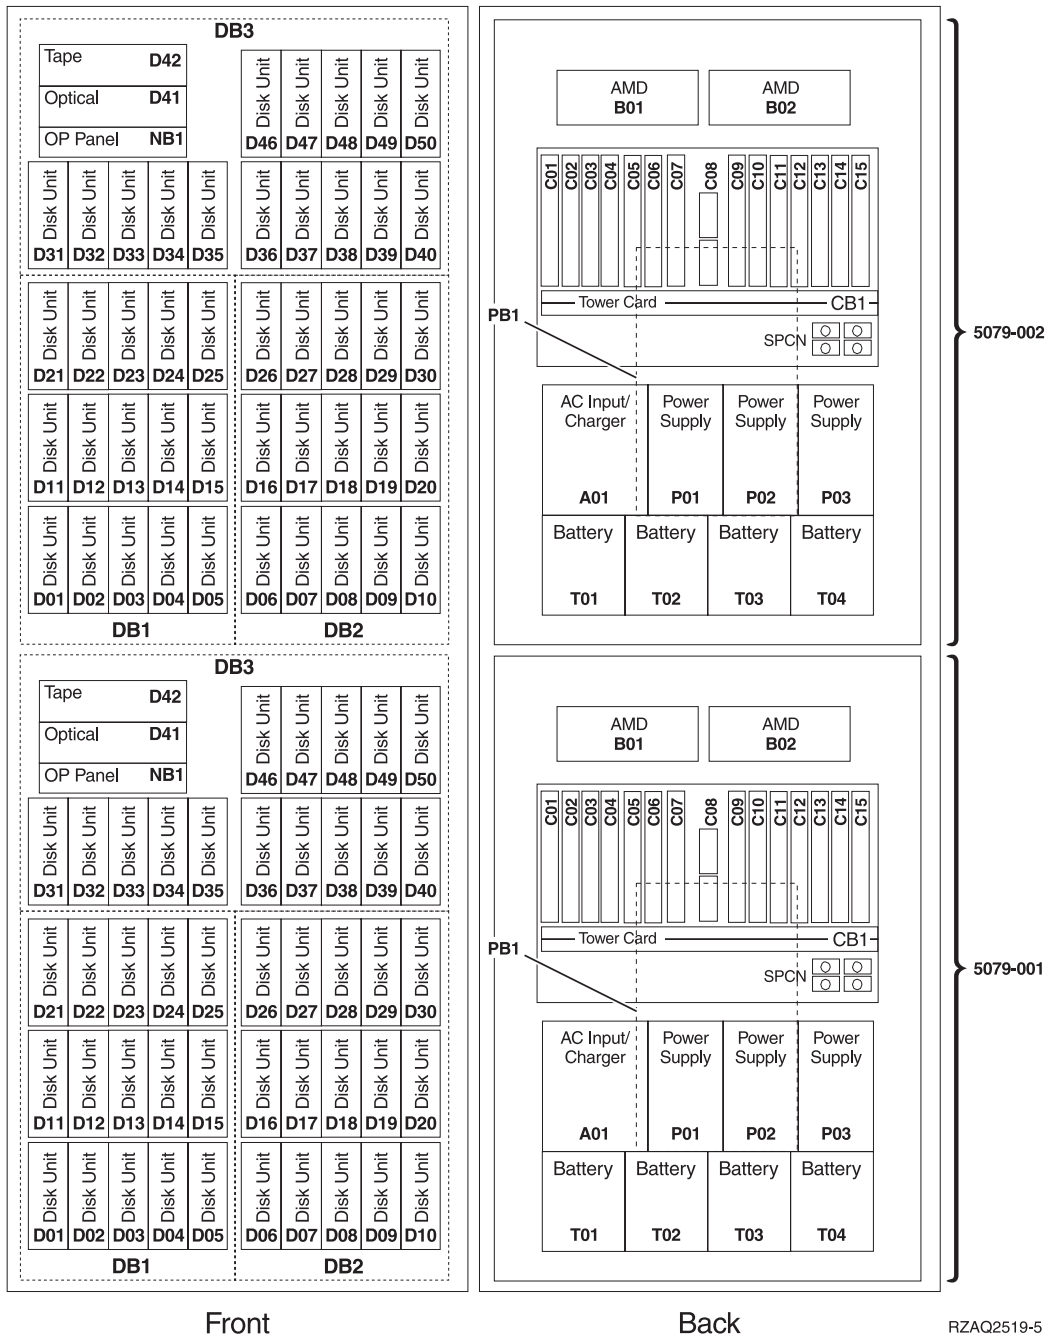 DB3
Tape D42
Optical D41
OP Panel NB1
Disk Unit Disk Unit Disk Unit Disk Unit Disk Unit
D46 D47 D48 D49 D50
Disk Unit Disk Unit Disk Unit Disk Unit Disk Unit Disk Unit Disk Unit Disk Unit Disk Unit Disk Unit
D31 D32 D33 D34 D35 D36 D37 D38 D39 D40
Disk Unit Disk Unit Disk Unit Disk Unit Disk Unit Disk Unit Disk Unit Disk Unit Disk Unit Disk Unit
D21 D22 D23 D24 D25 D26 D27 D28 D29 D30
Disk Unit Disk Unit Disk Unit Disk Unit Disk Unit Disk Unit Disk Unit Disk Unit Disk Unit Disk Unit
D11 D12 D13 D14 D15 D16 D17 D18 D19 D20
Disk Unit Disk Unit Disk Unit Disk Unit Disk Unit Disk Unit Disk Unit Disk Unit Disk Unit Disk Unit
D01 D02 D03 D04 D05 D06 D07 D08 D09 D10
DB1 DB2
DB3
Tape D42
Optical D41
OP Panel NB1
Disk Unit Disk Unit Disk Unit Disk Unit Disk Unit
D46 D47 D48 D49 D50
Disk Unit Disk Unit Disk Unit Disk Unit Disk Unit Disk Unit Disk Unit Disk Unit Disk Unit Disk Unit
D31 D32 D33 D34 D35 D36 D37 D38 D39 D40
Disk Unit Disk Unit Disk Unit Disk Unit Disk Unit Disk Unit Disk Unit Disk Unit Disk Unit Disk Unit
D21 D22 D23 D24 D25 D26 D27 D28 D29 D30
Disk Unit Disk Unit Disk Unit Disk Unit Disk Unit Disk Unit Disk Unit Disk Unit Disk Unit Disk Unit
D11 D12 D13 D14 D15 D16 D17 D18 D19 D20
Disk Unit Disk Unit Disk Unit Disk Unit Disk Unit Disk Unit Disk Unit Disk Unit Disk Unit Disk Unit
D01 D02 D03 D04 D05 D06 D07 D08 D09 D10
DB1 DB2
Front
AMD AMD
B01 B02
C01 C02 C03 C04 C05 C06 C07 C08 C09 C10 C11 C12 C13 C14 C15
Tower Card CB1
PB1
SPCN
5079-002
AC Input/ Power Power Power
Charger Supply Supply Supply
A01 P01 P02 P03
Battery Battery Battery Battery
T01 T02 T03 T04
AMD AMD
B01 B02
C01 C02 C03 C04 C05 C06 C07 C08 C09 C10 C11 C12 C13 C14 C15
Tower Card CB1
PB1
SPCN
5079-001
AC Input/ Power Power Power
Charger Supply Supply Supply
A01 P01 P02 P03
Battery Battery Battery Battery
T01 T02 T03 T04
Back
RZAQ2519-5